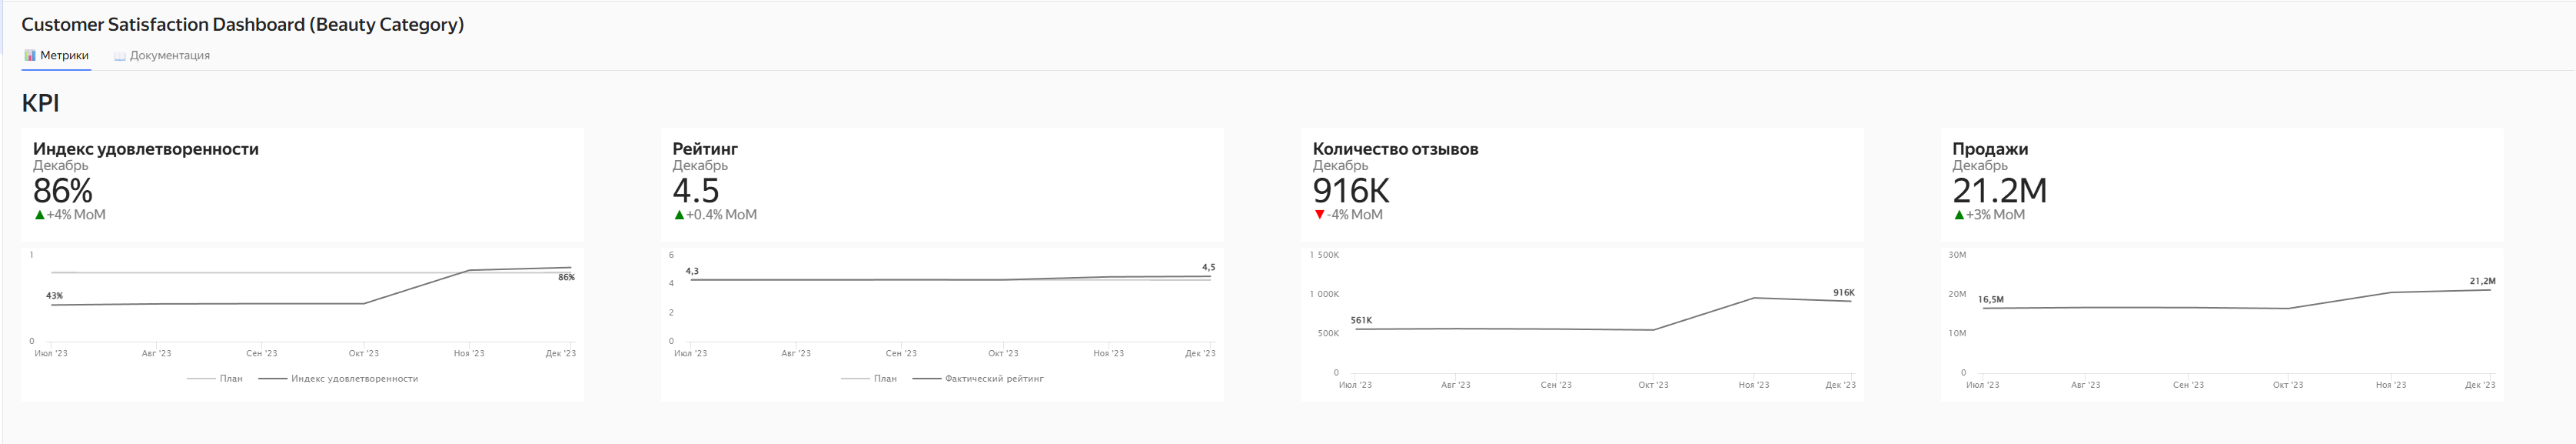 Customer Satisfaction Dashboard (Beauty Category)
Метрики
Документация
KPI
Индекс удовлетворенности
Декабрь
86%
+4% MoM
1
43%
86%
0
Июл '23
Авг '23
Сен '23
Окт '23
Ноя '23
Дек '23
План
Индекс удовлетворенности
Рейтинг
Декабрь
4.5
+0.4% MoM
6
4,3
4,5
4
2
0
Июл '23
Авг '23
Сен '23
Окт '23
Ноя '23
Дек '23
План
Фактический рейтинг
Количество отзывов
Декабрь
916K
-4% MoM
1 500K
1 000K
916K
561K
500K
0
Июл '23
Авг '23
Сен '23
Окт '23
Ноя '23
Дек '23
Продажи
Декабрь
21.2M
+3% MoM
30M
21,2M
20M
16,5M
10M
0
Июл '23
Авг '23
Сен '23
Окт '23
Ноя '23
Дек '23